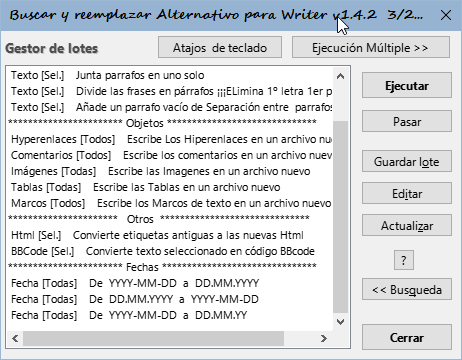 Buscar y reemplazar Alternativo para Writer v1.4.2 3/2...
Gestor de lotes
Atajos de teclado
Ejecución Múltiple >>
Texto [Sel.] Junta parrafos en uno solo
Texto [Sel.] Divide las frases en párrafos ¡¡¡ELimina 1º letra 1er p
Texto [Sel.] Añade un parrafo vacío de Separación entre parrafos
*********************** Objetos ******************************
Hyperenlaces [Todos] Escribe Los Hiperenlaces en un archivo nu
Comentarios [Todos] Escribe los comentarios en un archivo nuev
Imágenes [Todas] Escribe las Imagenes en un archivo nuevo
Tablas [Todas] Escribe las Tablas en un archivo nuevo
Marcos [Todos] Escribe los Marcos de texto en un archivo nuevo
*********************** Otros ******************************
Html [Sel.] Convierte etiquetas antiguas a las nuevas Html
BBCode [Sel.] Convierte texto seleccionado en código BBcode
*********************** Fechas ******************************
Fecha [Todas] De YYYY-MM-DD a DD.MM.YYYY
Fecha [Todas] De DD.MM.YYYY a YYYY-MM-DD
Fecha [Todas] De YYYY-MM-DD a DD.MM.YY
Ejecutar
Pasar
Guardar lote
Editar
Actualizar
?
<< Busqueda
Cerrar